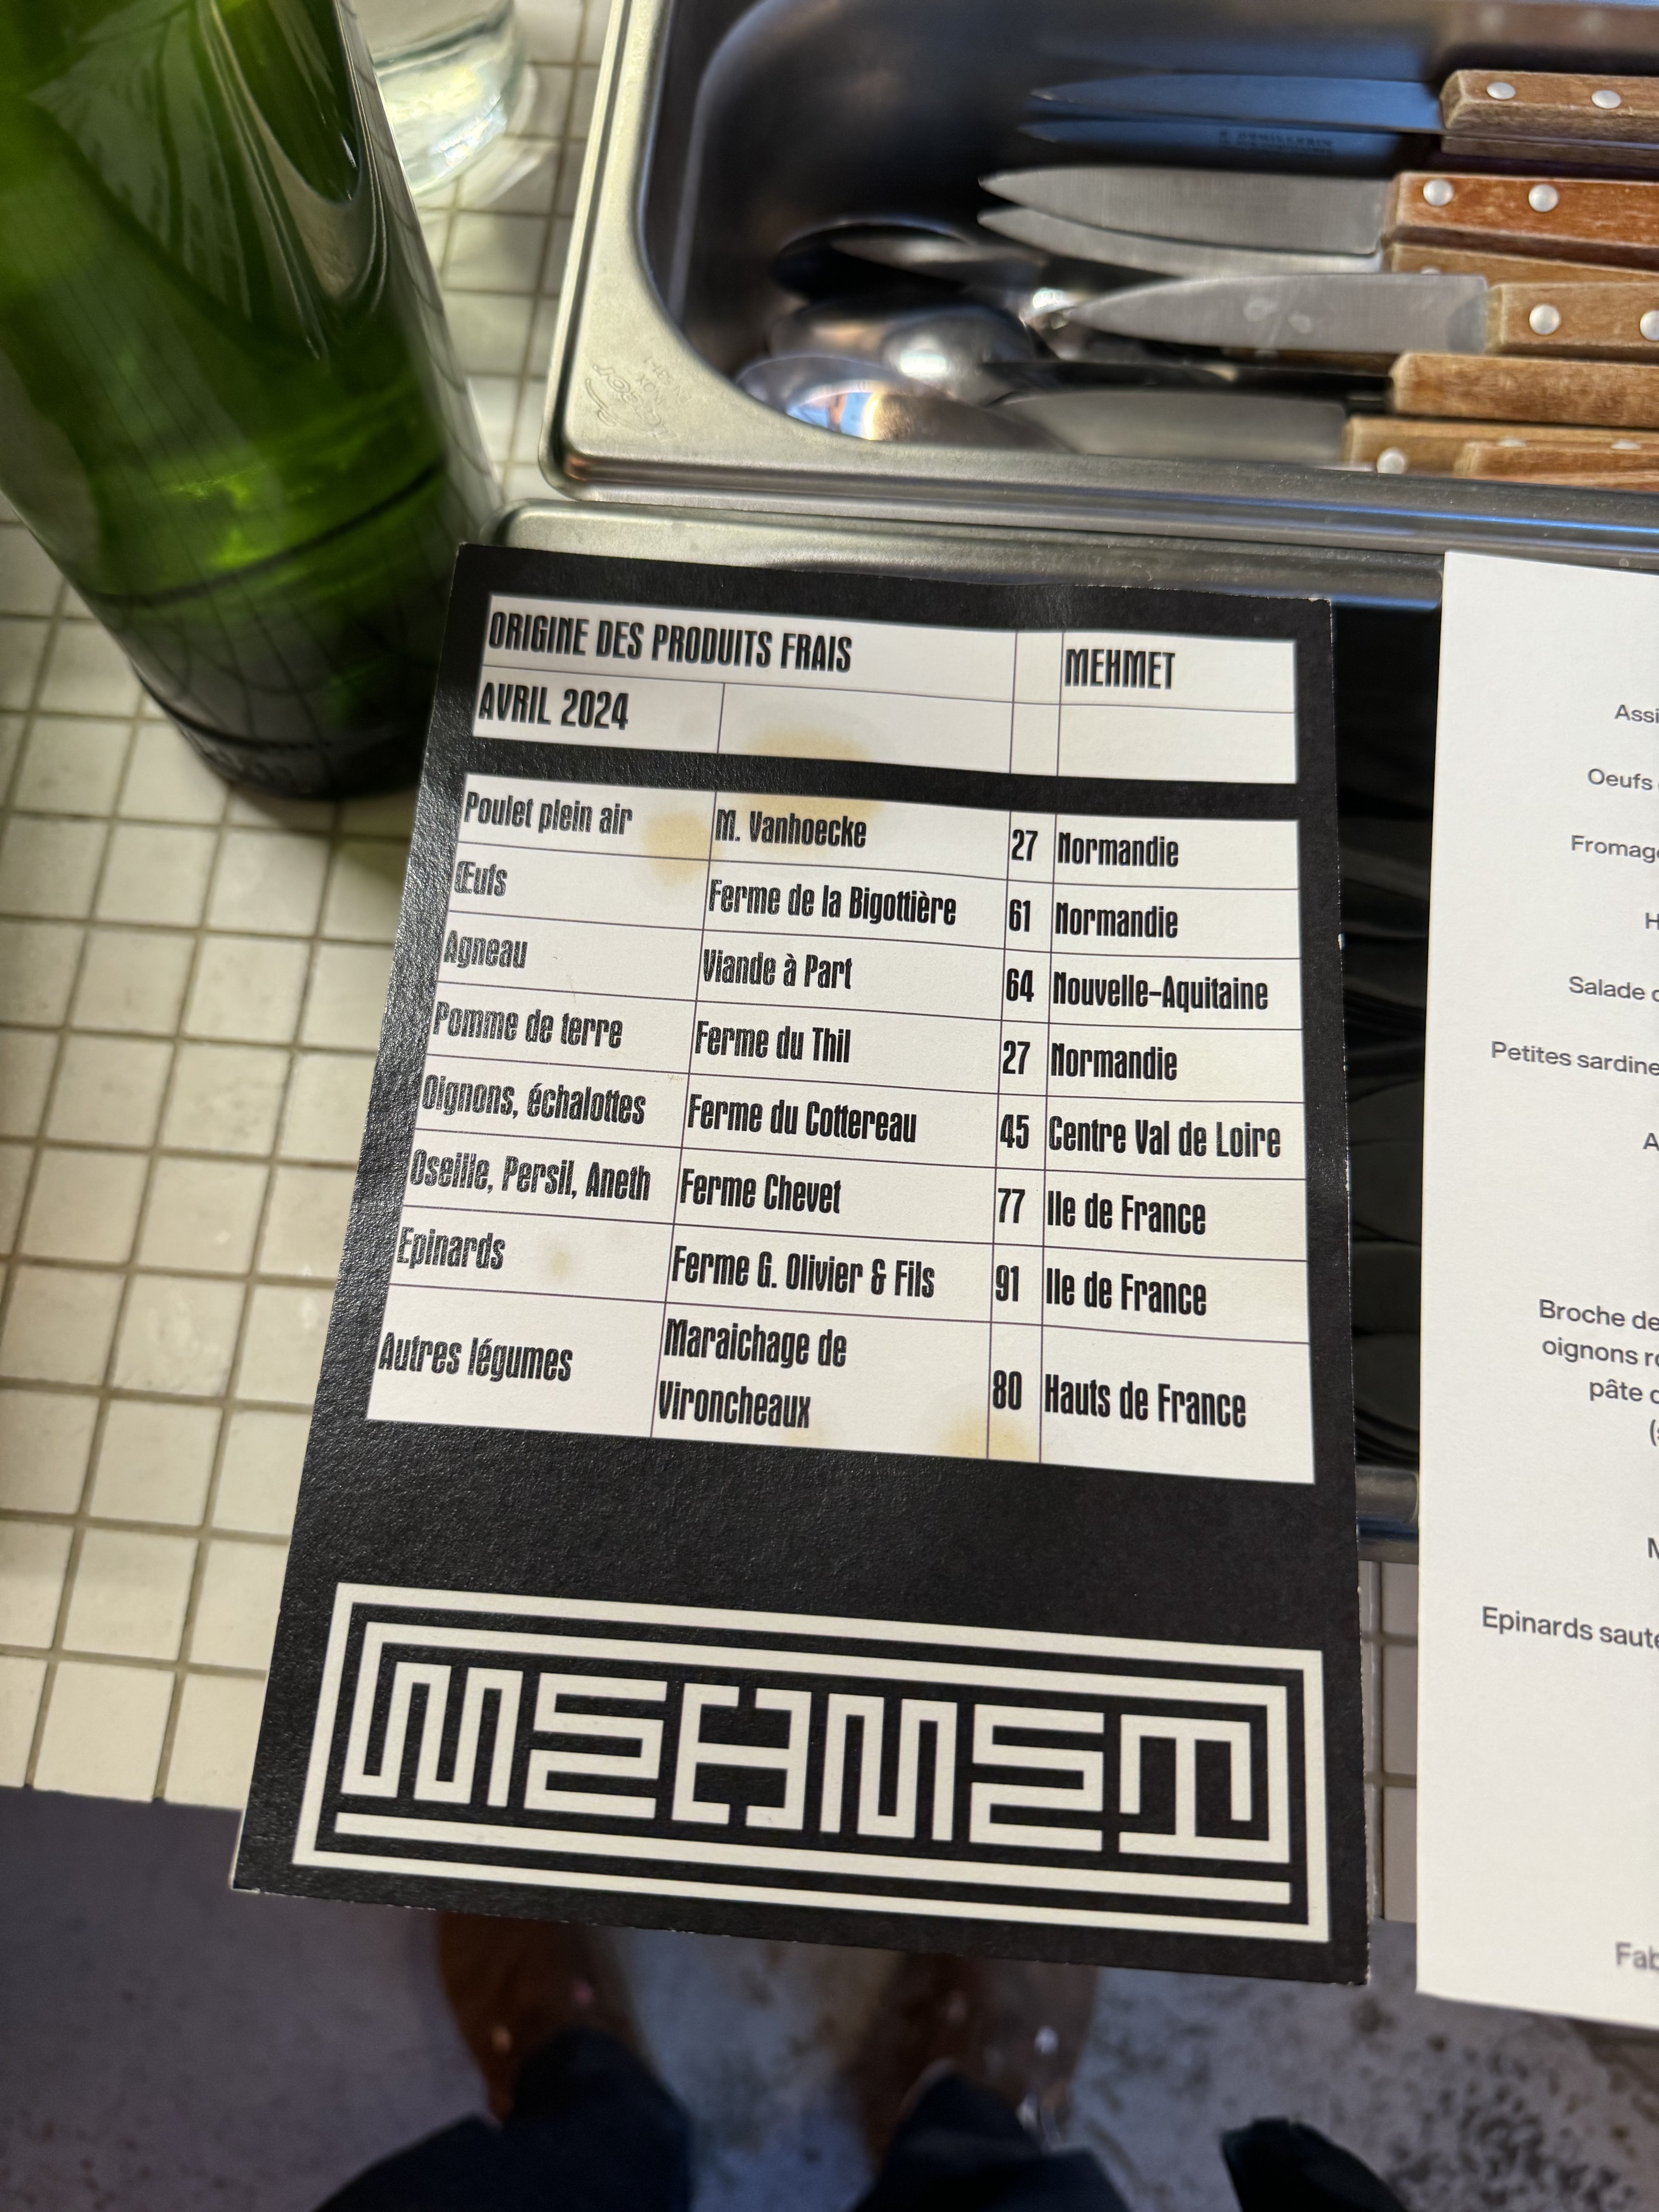 ORIGINE DES PRODUITS FRAIS MEHMET
AVRIL 2024
Poulet plein air M. Vanhoecke 27 Normandie
Œufs Ferme de la Bigottière 61 Normandie
Agneau Viande à Part 64 Nouvelle-Aquitaine
Pomme de terre Ferme du Thil 27 Normandie
Oignons, échalottes Ferme du Cottereau 45 Centre Val de Loire
Oseille, Persil, Aneth Ferme Chevet 77 Ile de France
Epinards Ferme G. Olivier & Fils 91 Ile de France
Autres légumes Maraichage de
Vironcheaux 80 Hauts de France
MEHMET
Assi
Oeufs
Fromag
H
Salade
Petites sardine
A
Broche de
oignons
pâte
M
Epinards saut
Fab